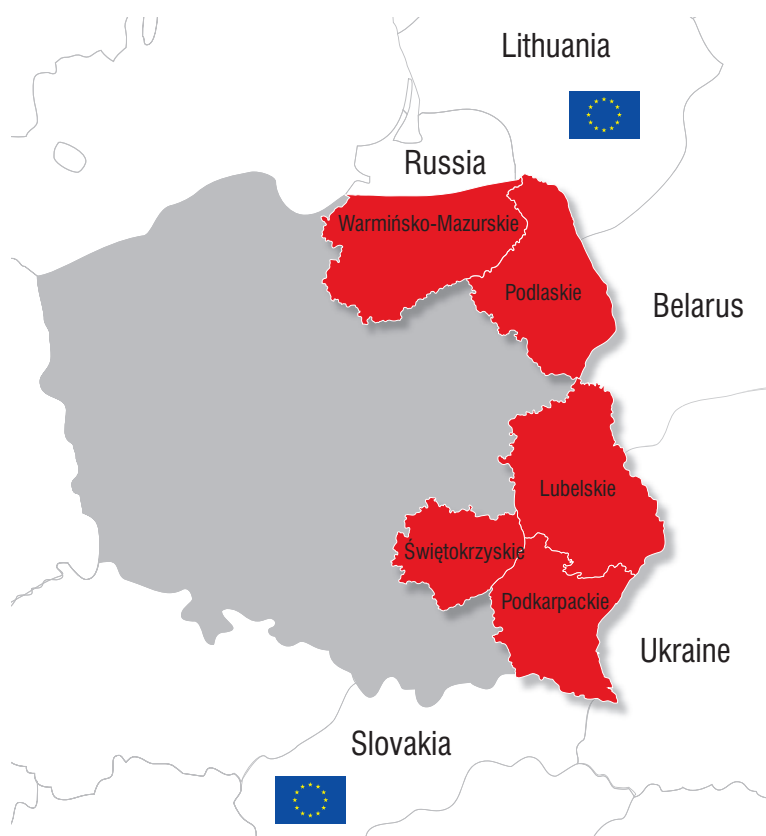 Lithuania
Russia
Warmińsko-Mazurskie
Podlaskie
Belarus
Lubelskie
Świętokrzyskie
Podkarpackie
Ukraine
Slovakia